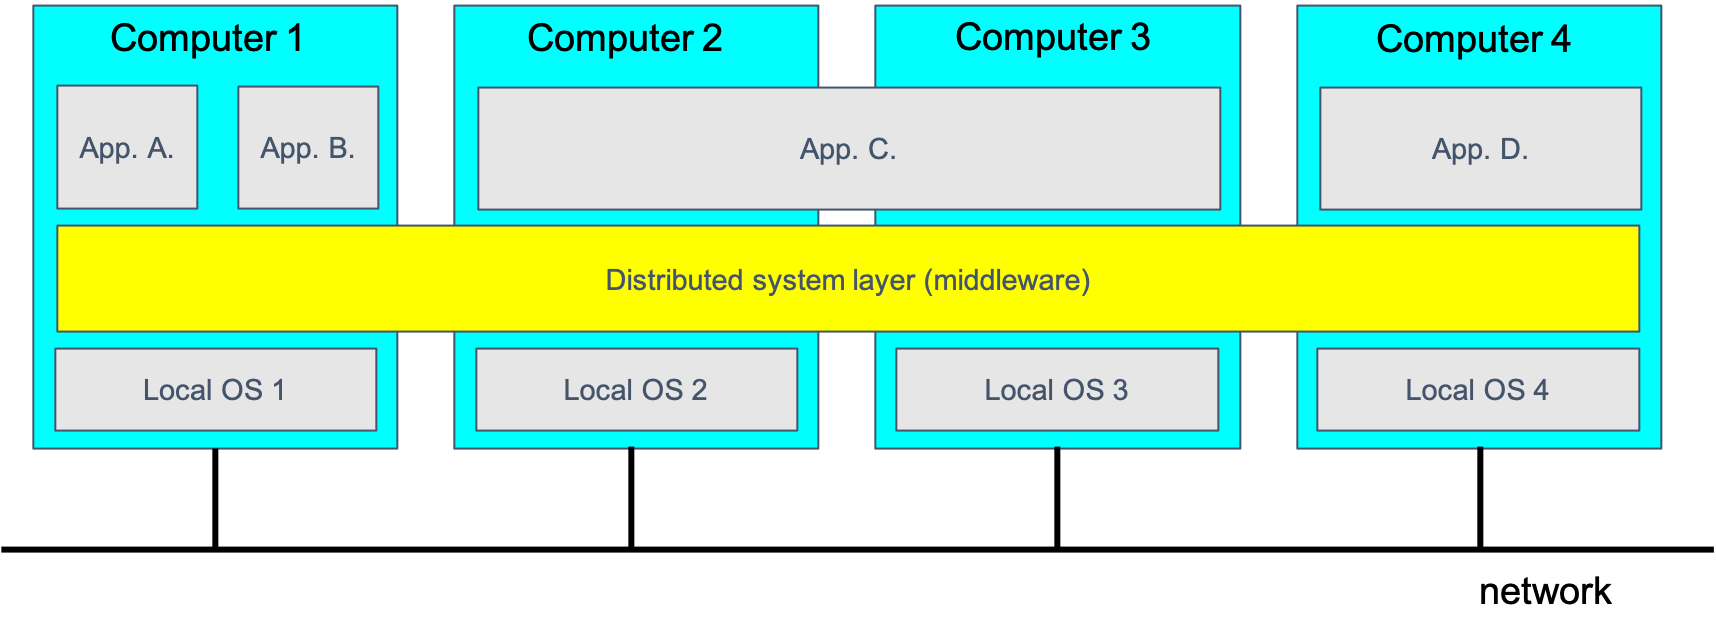 Computer 1
Computer 2
Computer 3
Computer 4
App. A.
App. B.
App. C.
App. D.
Distributed system layer (middleware)
Local OS 1
Local OS 2
Local OS 3
Local OS 4
network